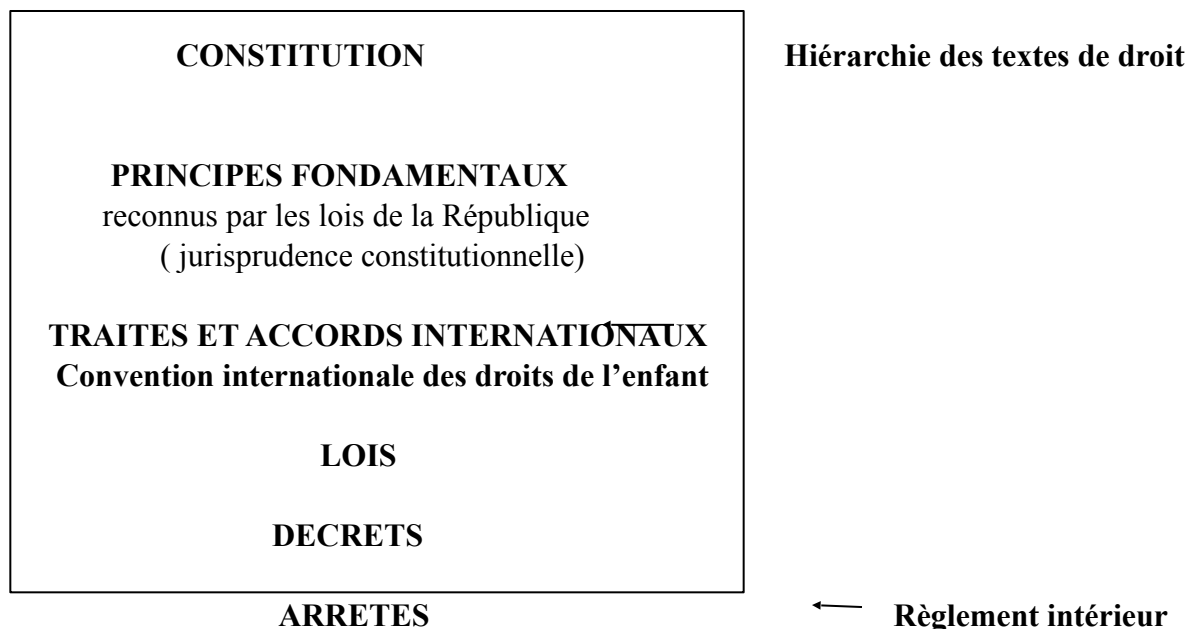 CONSTITUTION Hiérarchie des textes de droit
PRINCIPES FONDAMENTAUX
reconnus par les lois de la République
( jurisprudence constitutionnelle)
TRAITES ET ACCORDS INTERNATIONAUX
Convention internationale des droits de l’enfant
LOIS
DECRETS
ARRETES Règlement intérieur